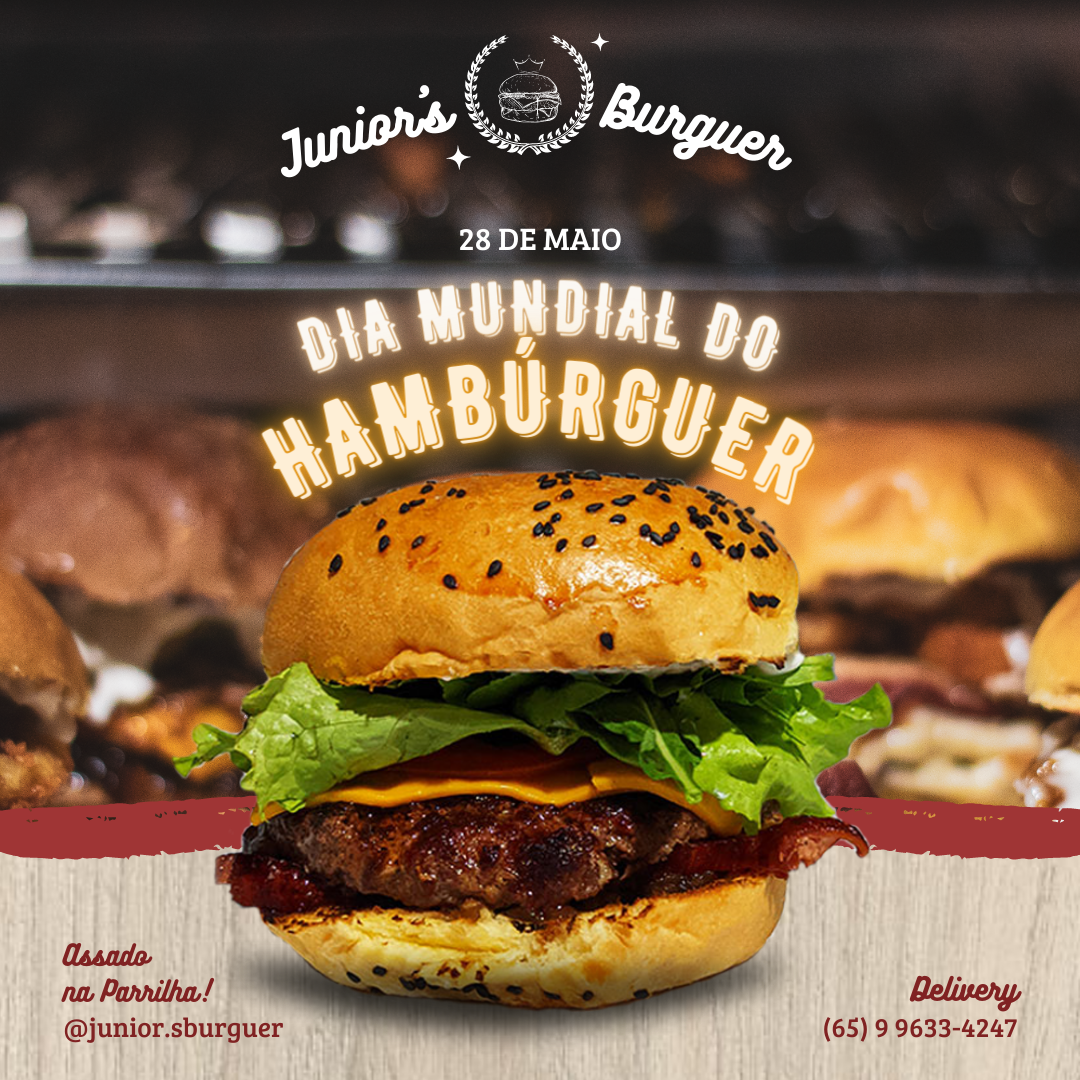 Junior's Burguer
28 DE MAIO
DIA MUNDIAL DO
HAMBÚRGUER
Assado
na Parrilha!
@junior.sburguer
Delivery
(65) 9 9633-4247